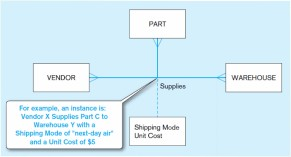 PART
VENDOR
WAREHOUSE
Supplies
For example, an instance is:
Vendor X Supplies Part C to
Warehouse Y with a
Shipping Mode of "next-day air"
and a Unit Cost of $5
Shipping Mode
Unit Cost